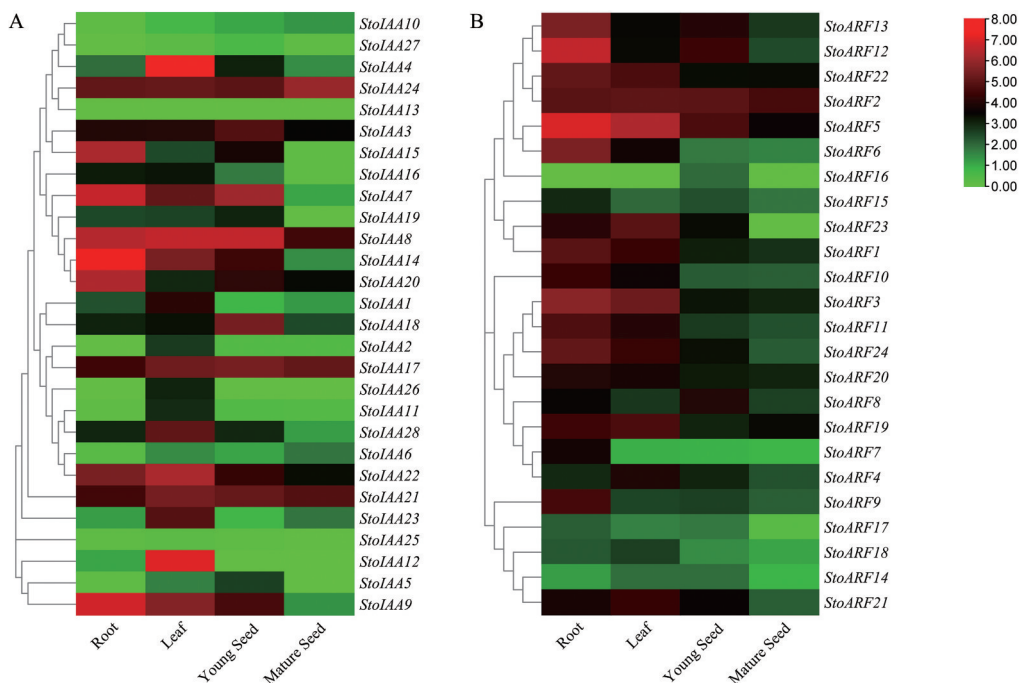 A
StoIAA10
StoIAA27
StoIAA4
StoIAA24
StoIAA13
StoIAA3
StoIAA15
StoIAA16
StoIAA7
StoIAA19
StoIAA8
StoIAA14
StoIAA20
StoIAA1
StoIAA18
StoIAA2
StoIAA17
StoIAA26
StoIAA11
StoIAA28
StoIAA6
StoIAA22
StoIAA21
StoIAA23
StoIAA25
StoIAA12
StoIAA5
StoIAA9
Root
Leaf
Young Seed
Mature Seed
B
StoARF13
StoARF12
StoARF22
StoARF2
StoARF5
StoARF6
StoARF16
StoARF15
StoARF23
StoARF1
StoARF10
StoARF3
StoARF11
StoARF24
StoARF20
StoARF8
StoARF19
StoARF7
StoARF4
StoARF9
StoARF17
StoARF18
StoARF14
StoARF21
Root
Leaf
Young Seed
Mature Seed
8.00
7.00
6.00
5.00
4.00
3.00
2.00
1.00
0.00